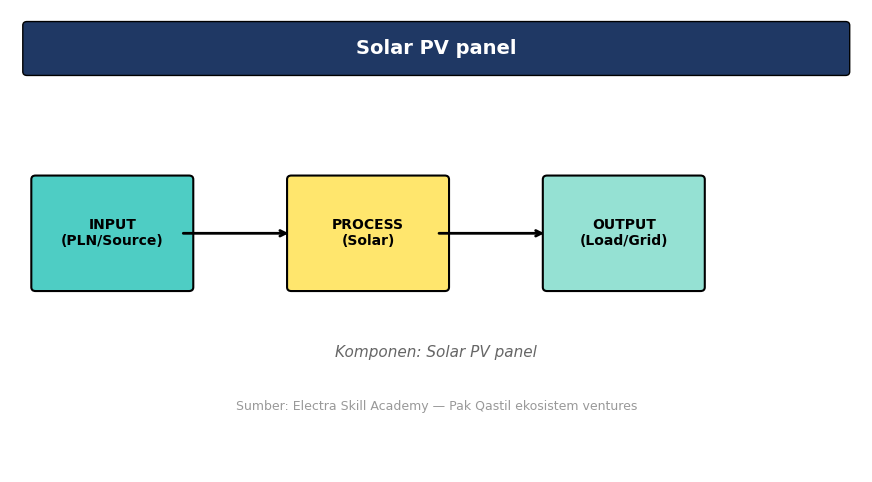 Solar PV panel
INPUT
(PLN/Source)
PROCESS
(Solar)
OUTPUT
(Load/Grid)
Komponen: Solar PV panel
Sumber: Electra Skill Academy — Pak Qastil ekosistem ventures